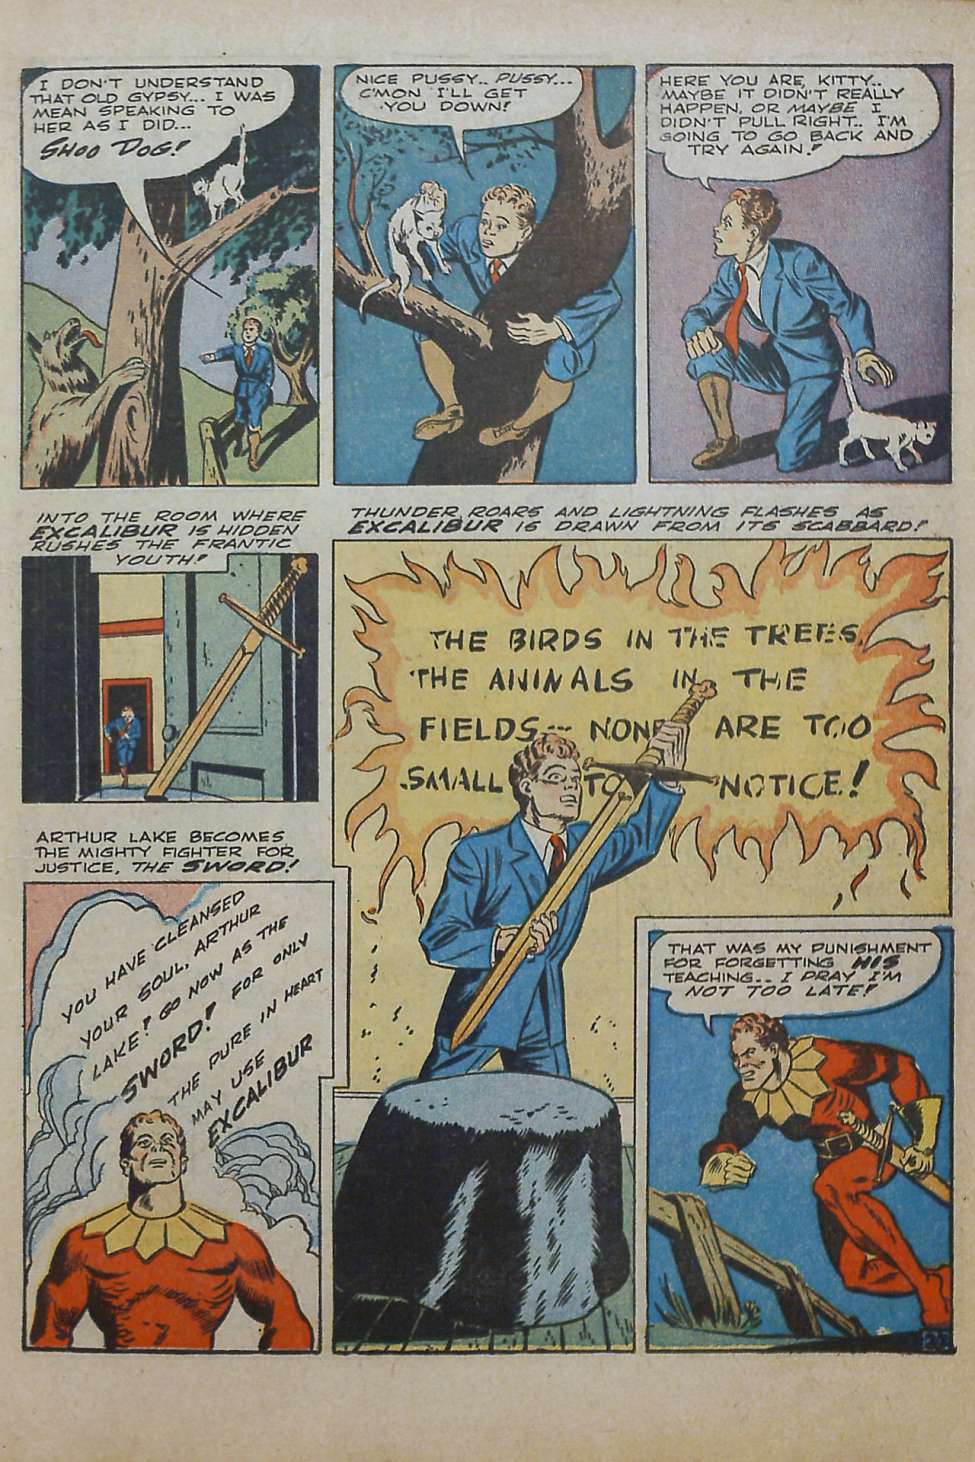 I DON'T UNDERSTAND
THAT OLD GYPSY... I WAS
MEAN SPEAKING TO
HER AS I DID...
SHOO DOG!
NICE PUSSY.. PUSSY...
C'MON I'LL GET
YOU DOWN!
HERE YOU ARE, KITTY..
MAYBE IT DIDN'T REALLY
HAPPEN, OR MAYBE I
DIDN'T PULL RIGHT.. I'M
GOING TO GO BACK AND
TRY AGAIN!
INTO THE ROOM WHERE
EXCALIBUR IS HIDDEN
RUSHES THE FRANTIC
YOUTH!
THUNDER ROARS AND LIGHTNING FLASHES AS
EXCALIBUR IS DRAWN FROM ITS SCABBARD!
THE BIRDS IN THE TREES,
THE ANINALS IN THE
FIELDS--- NONE ARE TOO
SMALL TO NOTICE!
ARTHUR LAKE BECOMES
THE MIGHTY FIGHTER FOR
JUSTICE, THE SWORD!
YOU HAVE CLEANSED
YOUR SOUL, ARTHUR
LAKE! GO NOW AS THE
SWORD! FOR ONLY
THE PURE IN HEART
MAY USE
EXCALIBUR
THAT WAS MY PUNISHMENT
FOR FORGETTING HIS
TEACHING... I PRAY I'M
NOT TOO LATE!